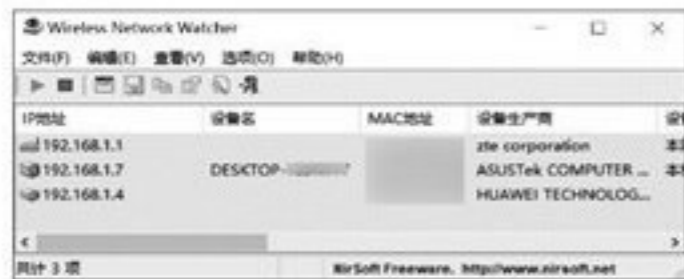 Wireless Network Watcher
文件(F) 编辑(E) 查看(V) 选项(O) 帮助(H)
IP地址 设备名 MAC地址 设备生产商 设
192.168.1.1 zte corporation 本
192.168.1.7 DESKTOP- ASUSTek COMPUTER ... 本
192.168.1.4 HUAWEI TECHNOLOG...
共计 3 项 NirSoft Freeware. http://www.nirsoft.net